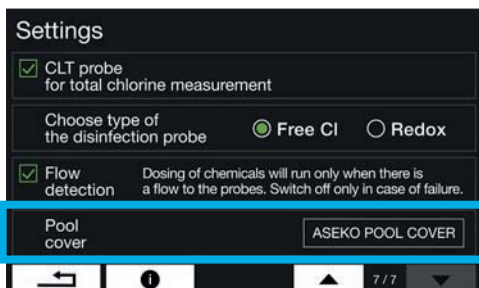 Settings
CLT probe
for total chlorine measurement
Choose type of
the disinfection probe
Free Cl
Redox
Flow
detection
Dosing of chemicals will run only when there is
a flow to the probes. Switch off only in case of failure.
Pool
cover
ASEKO POOL COVER
7/7